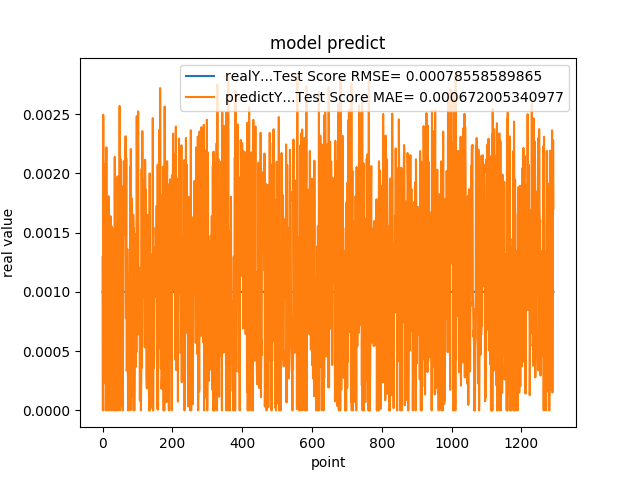 model predict
realY...Test Score RMSE= 0.00078558589865
predictY...Test Score MAE= 0.000672005340977
0.0025
0.0020
0.0015
0.0010
0.0005
0.0000
real value
0 200 400 600 800 1000 1200
point